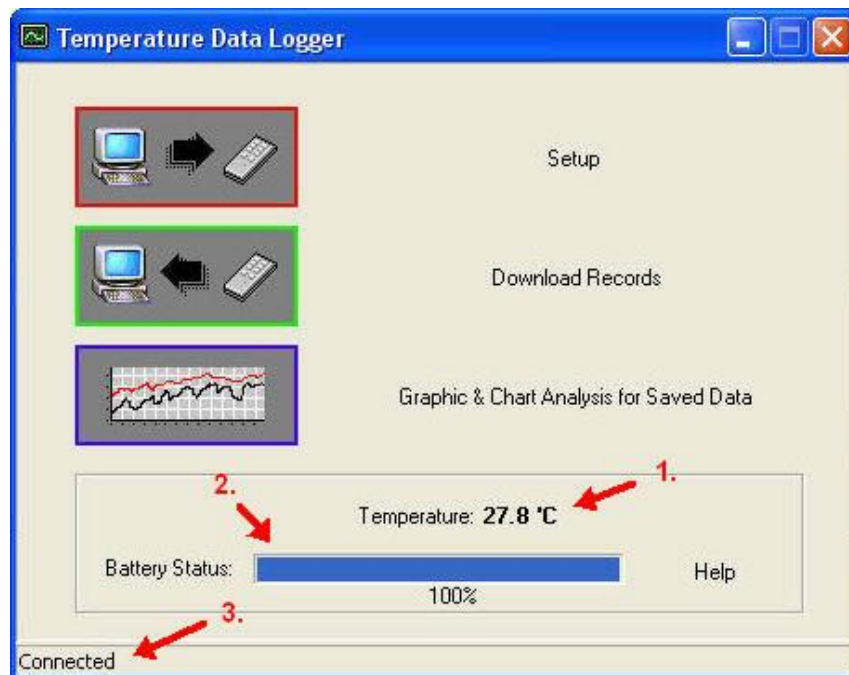 Temperature Data Logger
Setup
Download Records
Graphic & Chart Analysis for Saved Data
1.
2.
Temperature: 27.8 'C
Battery Status:
Help
100%
3.
Connected